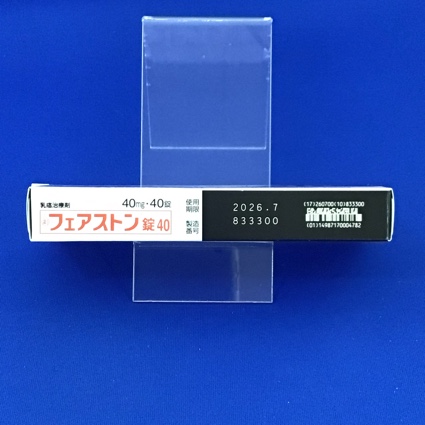 乳癌治療剤
40mg・40錠
フェアストン錠40
使用
期限
2026.7
製造
番号
833300
(17)260700(10)833300
(01)14987170004782